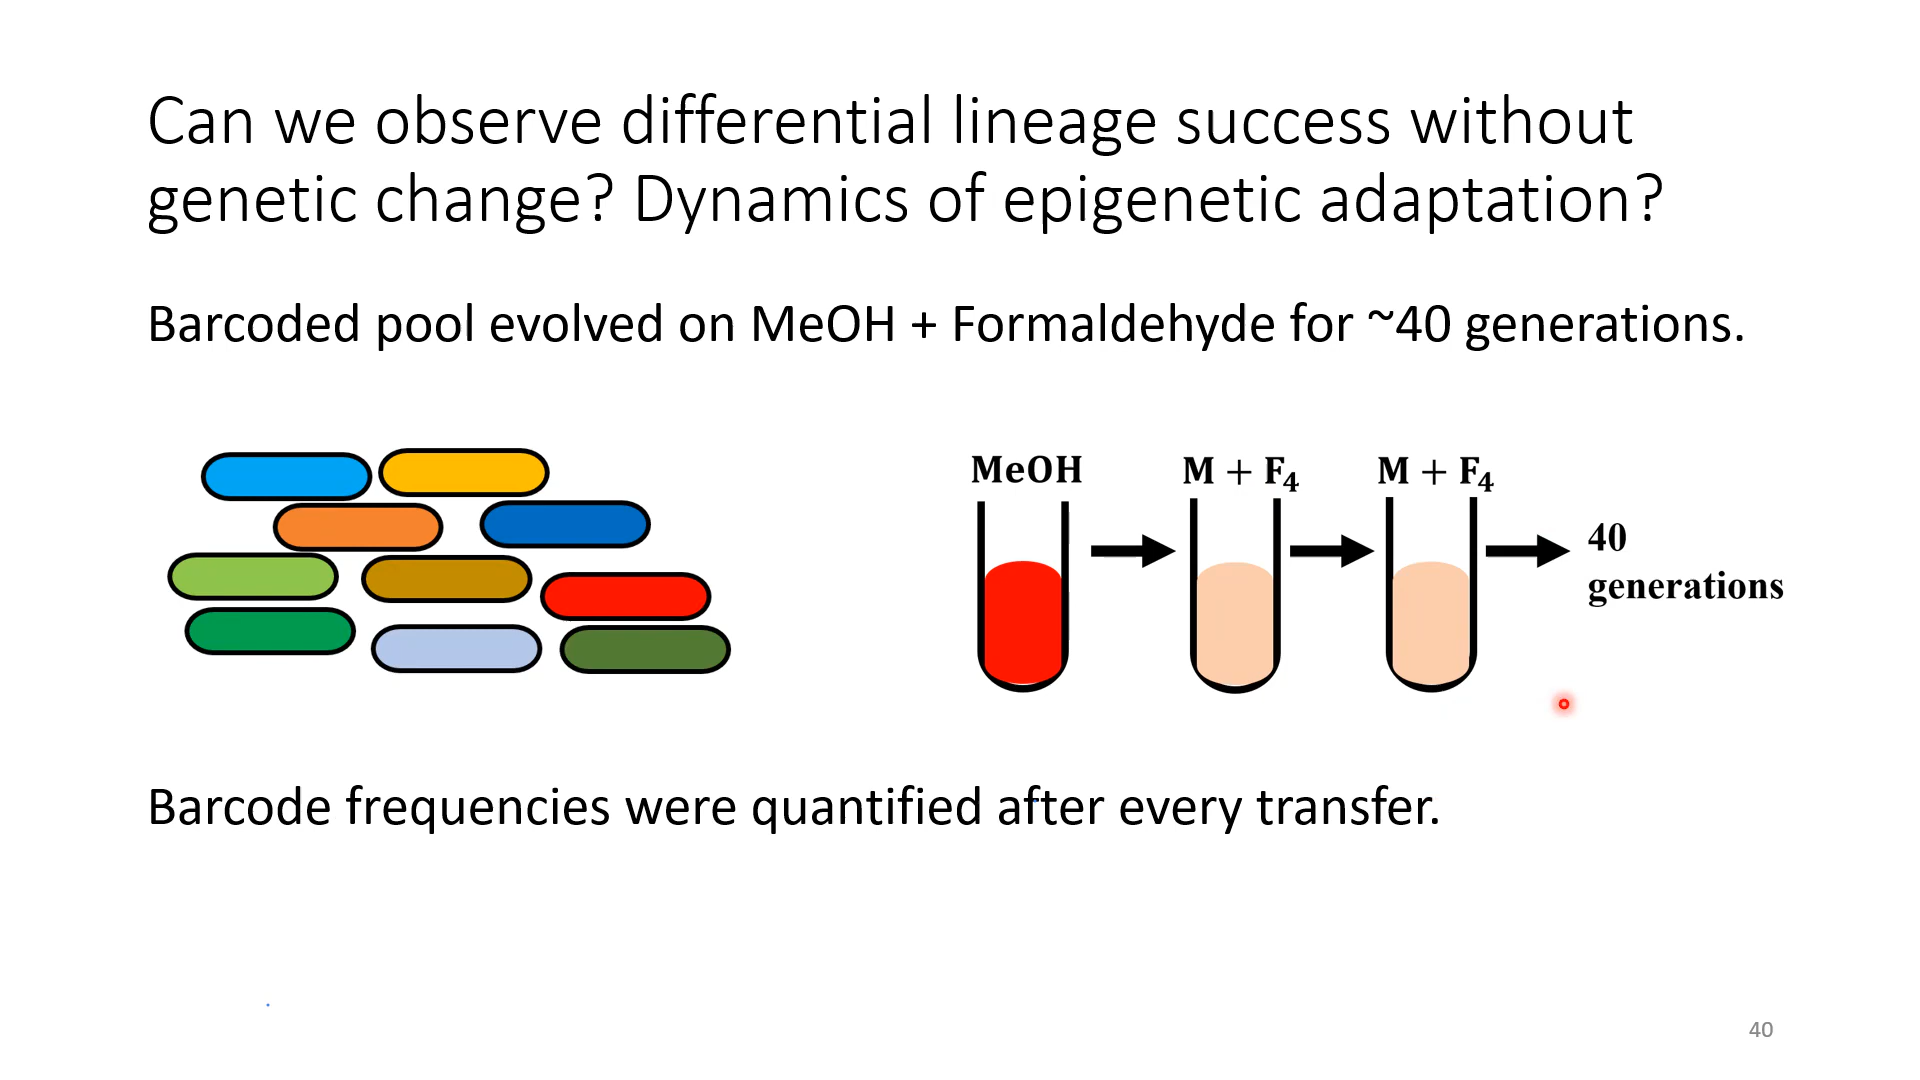 Can we observe differential lineage success without
genetic change? Dynamics of epigenetic adaptation?
Barcoded pool evolved on MeOH + Formaldehyde for ~40 generations.
MeOH
M + F₄
M + F₄
40
generations
Barcode frequencies were quantified after every transfer.
40